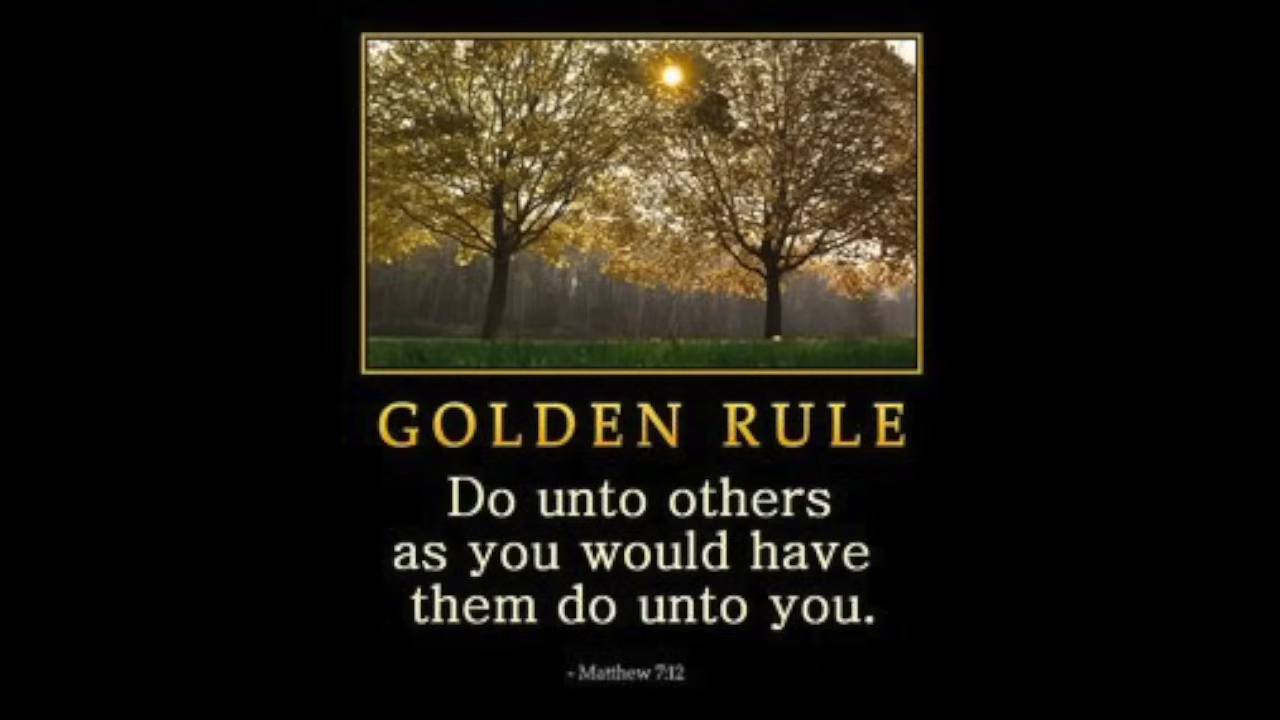 GOLDEN RULE
Do unto others
as you would have
them do unto you.
- Matthew 7:12